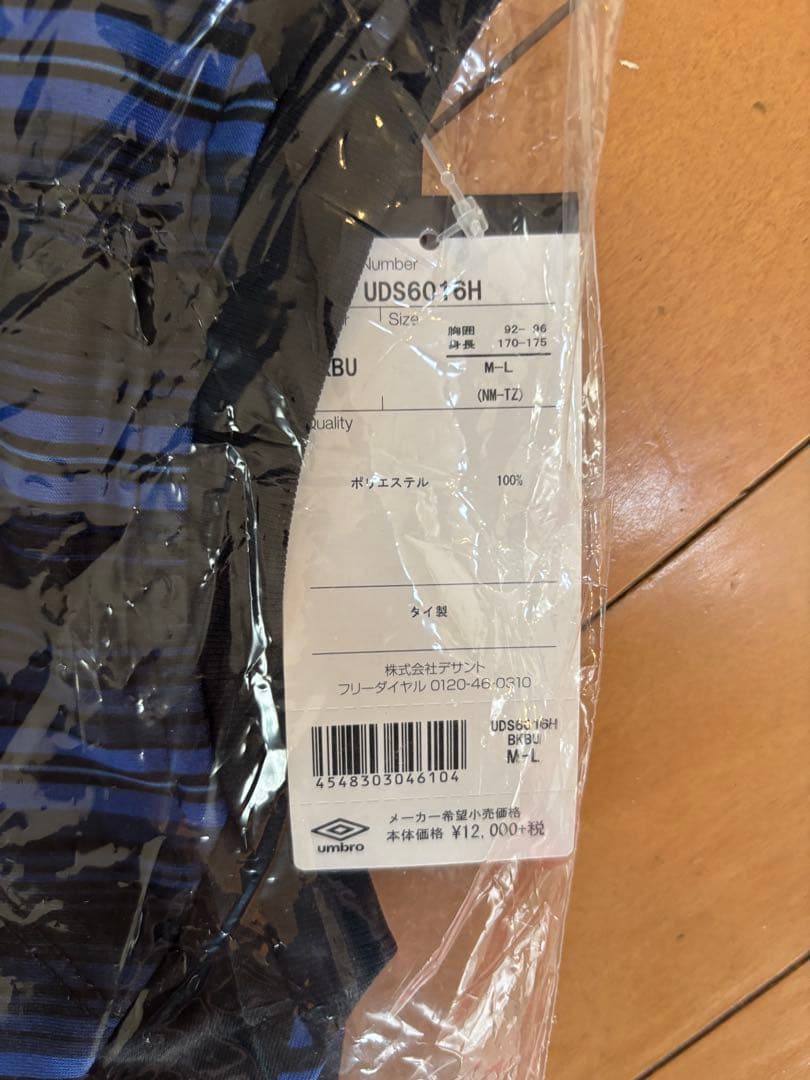 Number
UDS6016H
Size
胸囲 92-96
身長 170-175
KBU M-L
(NM-TZ)
Quality
ポリエステル 100%
タイ製
株式会社デサント
フリーダイヤル 0120-46-0310
UDS6016H
BKBU
M-L
4548303046104
メーカー希望小売価格
本体価格 ¥12,000+税
umbro